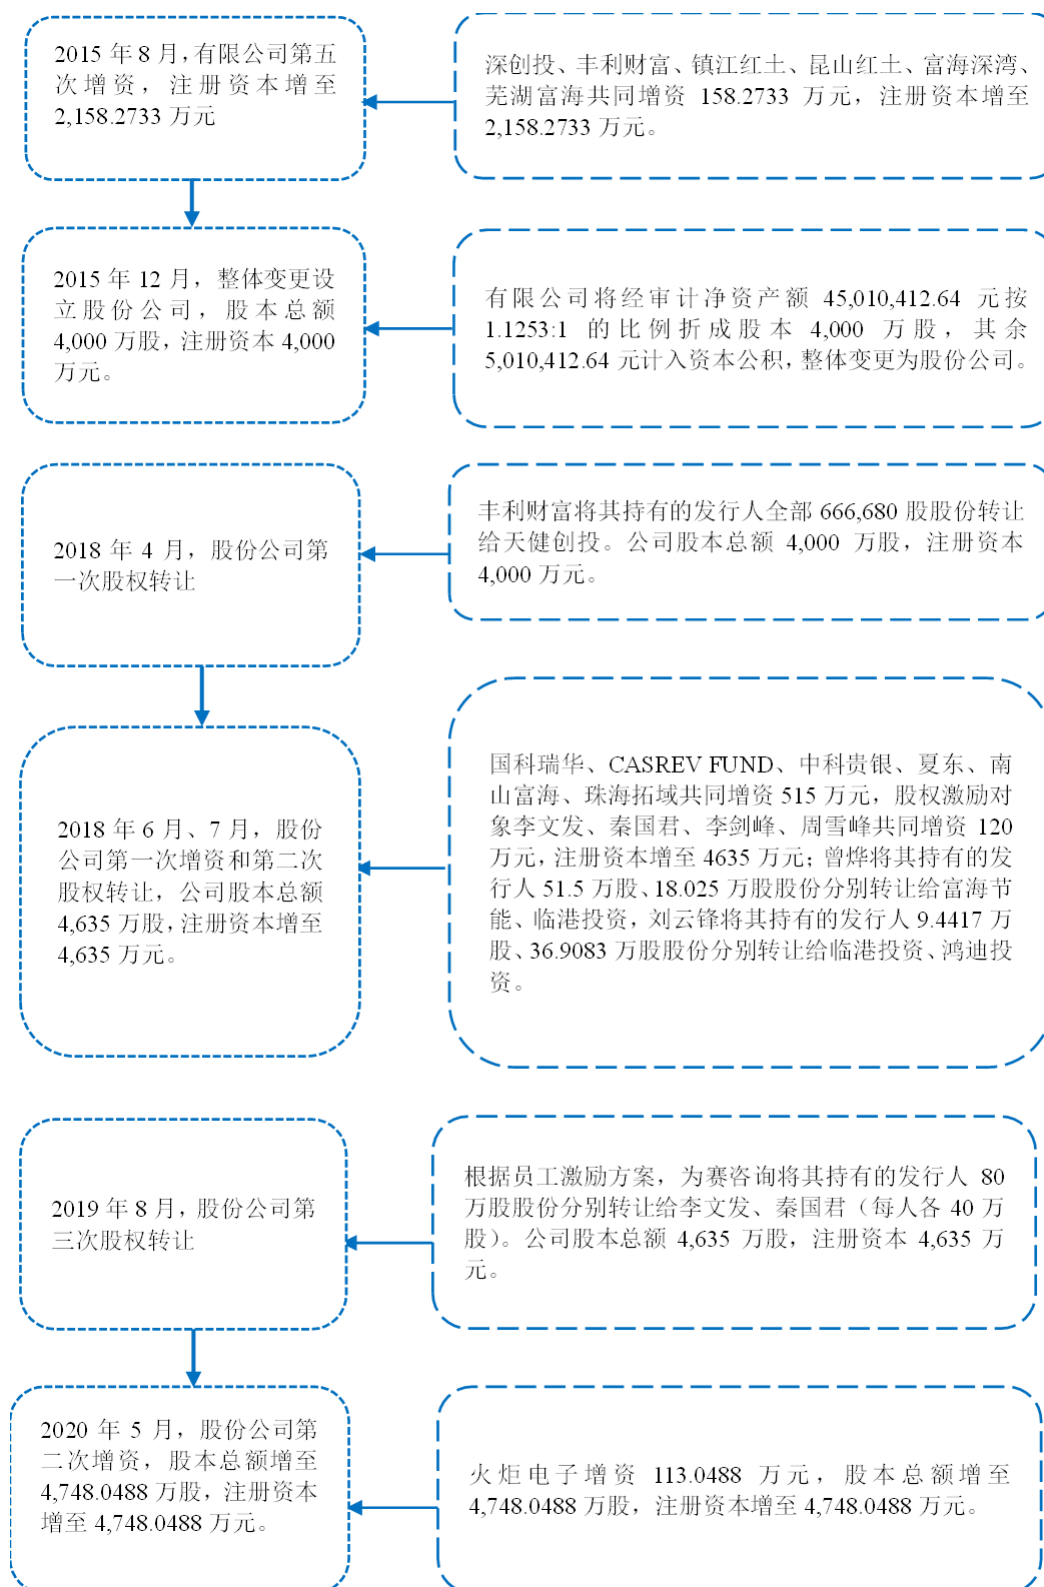 2015 年 8 月，有限公司第五
次增资，注册资本增至
2,158.2733 万元
深创投、丰利财富、镇江红土、昆山红土、富海深湾、
芜湖富海共同增资 158.2733 万元，注册资本增至
2,158.2733 万元。
2015 年 12 月，整体变更设
立股份公司，股本总额
4,000 万股，注册资本 4,000
万元。
有限公司将经审计净资产额 45,010,412.64 元按
1.1253:1 的比例折成股本 4,000 万股，其余
5,010,412.64 元计入资本公积，整体变更为股份公司。
2018 年 4 月，股份公司第
一次股权转让
丰利财富将其持有的发行人全部 666,680 股股份转让
给天健创投。公司股本总额 4,000 万股，注册资本
4,000 万元。
2018 年 6 月、7 月，股份
公司第一次增资和第二次
股权转让，公司股本总额
4,635 万股，注册资本增至
4,635 万元。
国科瑞华、CASREV FUND、中科贵银、夏东、南
山富海、珠海拓域共同增资 515 万元，股权激励对
象李文发、秦国君、李剑峰、周雪峰共同增资 120
万元，注册资本增至 4635 万元；曾烨将其持有的发
行人 51.5 万股、18.025 万股股份分别转让给富海节
能、临港投资，刘云锋将其持有的发行人 9.4417 万
股、36.9083 万股股份分别转让给临港投资、鸿迪投
资。
2019 年 8 月，股份公司第
三次股权转让
根据员工激励方案，为赛咨询将其持有的发行人 80
万股股份分别转让给李文发、秦国君（每人各 40 万
股）。公司股本总额 4,635 万股，注册资本 4,635 万
元。
2020 年 5 月，股份公司第
二次增资，股本总额增至
4,748.0488 万股，注册资本
增至 4,748.0488 万元。
火炬电子增资 113.0488 万元，股本总额增至
4,748.0488 万股，注册资本增至 4,748.0488 万元。